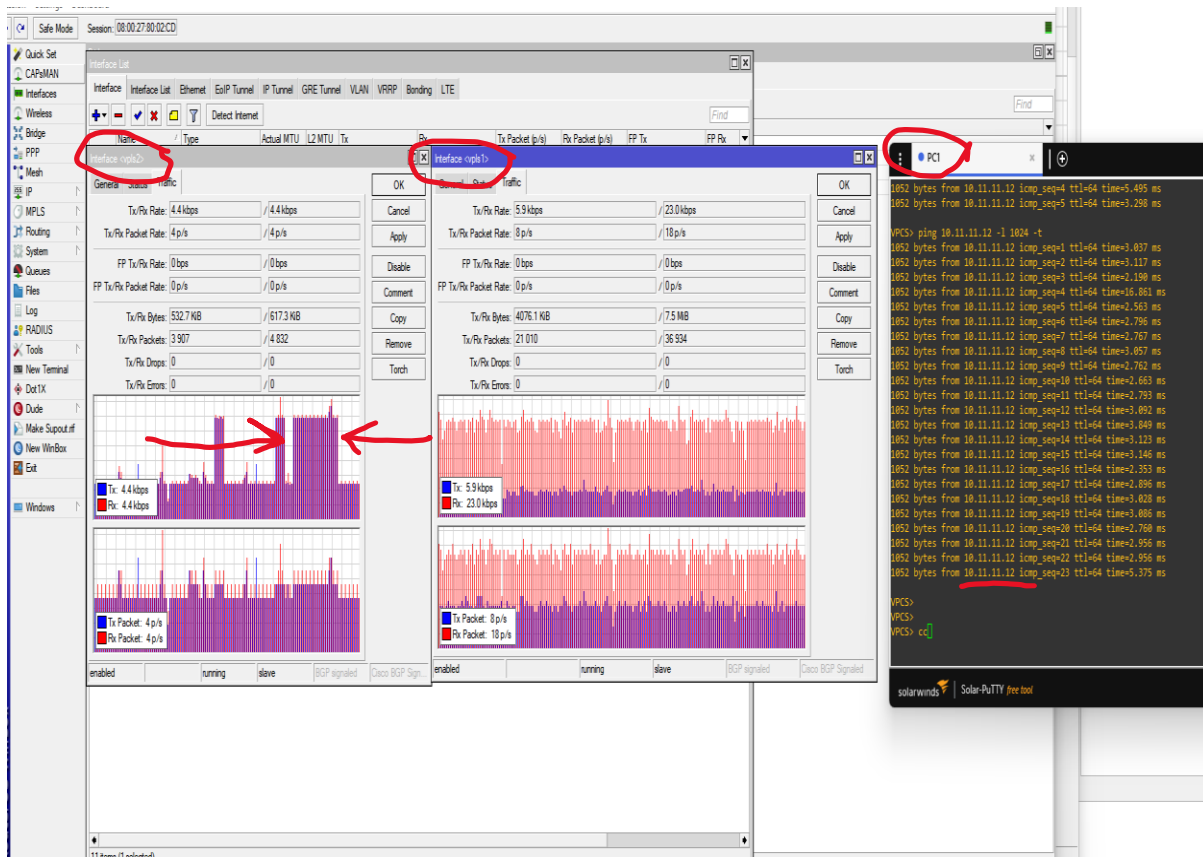 Safe Mode Session: 08:00:27:80:02:CD
Quick Set
CAPsMAN
Interfaces
Wireless
Bridge
PPP
Mesh
IP
MPLS
Routing
System
Queues
Files
Log
RADIUS
Tools
New Terminal
Dot1X
Dude
Make Supout.rif
New WinBox
Exit
Windows
Interface List
Interface Interface List Ethernet EoIP Tunnel IP Tunnel GRE Tunnel VLAN VRRP Bonding LTE
Detect Internet
Find
Find
Name Type Actual MTU L2 MTU Tx Rx Tx Packet (p/s) Rx Packet (p/s) FP Tx FP Rx
Interface <vpls2>
General Status Traffic
Tx/Rx Rate: 4.4 kbps / 4.4 kbps
Tx/Rx Packet Rate: 4 p/s / 4 p/s
FP Tx/Rx Rate: 0 bps / 0 bps
FP Tx/Rx Packet Rate: 0 p/s / 0 p/s
Tx/Rx Bytes: 532.7 KiB / 617.3 KiB
Tx/Rx Packets: 3 907 / 4 832
Tx/Rx Drops: 0 / 0
Tx/Rx Errors: 0 / 0
OK
Cancel
Apply
Disable
Comment
Copy
Remove
Torch
Tx: 4.4 kbps
Rx: 4.4 kbps
Tx Packet: 4 p/s
Rx Packet: 4 p/s
enabled running slave BGP signaled Cisco BGP Sign...
Interface <vpls1>
General Status Traffic
Tx/Rx Rate: 5.9 kbps / 23.0 kbps
Tx/Rx Packet Rate: 8 p/s / 18 p/s
FP Tx/Rx Rate: 0 bps / 0 bps
FP Tx/Rx Packet Rate: 0 p/s / 0 p/s
Tx/Rx Bytes: 4076.1 KiB / 7.5 MiB
Tx/Rx Packets: 21 010 / 36 934
Tx/Rx Drops: 0 / 0
Tx/Rx Errors: 0 / 0
OK
Cancel
Apply
Disable
Comment
Copy
Remove
Torch
Tx: 5.9 kbps
Rx: 23.0 kbps
Tx Packet: 8 p/s
Rx Packet: 18 p/s
enabled running slave BGP signaled Cisco BGP Signaled
11 items (1 selected)
PC1
1052 bytes from 10.11.11.12 icmp_seq=4 ttl=64 time=5.495 ms
1052 bytes from 10.11.11.12 icmp_seq=5 ttl=64 time=3.298 ms
VPCS> ping 10.11.11.12 -l 1024 -t
1052 bytes from 10.11.11.12 icmp_seq=1 ttl=64 time=3.037 ms
1052 bytes from 10.11.11.12 icmp_seq=2 ttl=64 time=3.117 ms
1052 bytes from 10.11.11.12 icmp_seq=3 ttl=64 time=2.190 ms
1052 bytes from 10.11.11.12 icmp_seq=4 ttl=64 time=16.861 ms
1052 bytes from 10.11.11.12 icmp_seq=5 ttl=64 time=2.563 ms
1052 bytes from 10.11.11.12 icmp_seq=6 ttl=64 time=2.796 ms
1052 bytes from 10.11.11.12 icmp_seq=7 ttl=64 time=2.767 ms
1052 bytes from 10.11.11.12 icmp_seq=8 ttl=64 time=3.057 ms
1052 bytes from 10.11.11.12 icmp_seq=9 ttl=64 time=2.762 ms
1052 bytes from 10.11.11.12 icmp_seq=10 ttl=64 time=2.663 ms
1052 bytes from 10.11.11.12 icmp_seq=11 ttl=64 time=2.793 ms
1052 bytes from 10.11.11.12 icmp_seq=12 ttl=64 time=3.092 ms
1052 bytes from 10.11.11.12 icmp_seq=13 ttl=64 time=3.849 ms
1052 bytes from 10.11.11.12 icmp_seq=14 ttl=64 time=3.123 ms
1052 bytes from 10.11.11.12 icmp_seq=15 ttl=64 time=3.146 ms
1052 bytes from 10.11.11.12 icmp_seq=16 ttl=64 time=2.353 ms
1052 bytes from 10.11.11.12 icmp_seq=17 ttl=64 time=2.896 ms
1052 bytes from 10.11.11.12 icmp_seq=18 ttl=64 time=3.028 ms
1052 bytes from 10.11.11.12 icmp_seq=19 ttl=64 time=3.086 ms
1052 bytes from 10.11.11.12 icmp_seq=20 ttl=64 time=2.760 ms
1052 bytes from 10.11.11.12 icmp_seq=21 ttl=64 time=2.956 ms
1052 bytes from 10.11.11.12 icmp_seq=22 ttl=64 time=2.956 ms
1052 bytes from 10.11.11.12 icmp_seq=23 ttl=64 time=5.375 ms
VPCS>
VPCS>
VPCS> cc
solarwinds Solar-PuTTY free tool